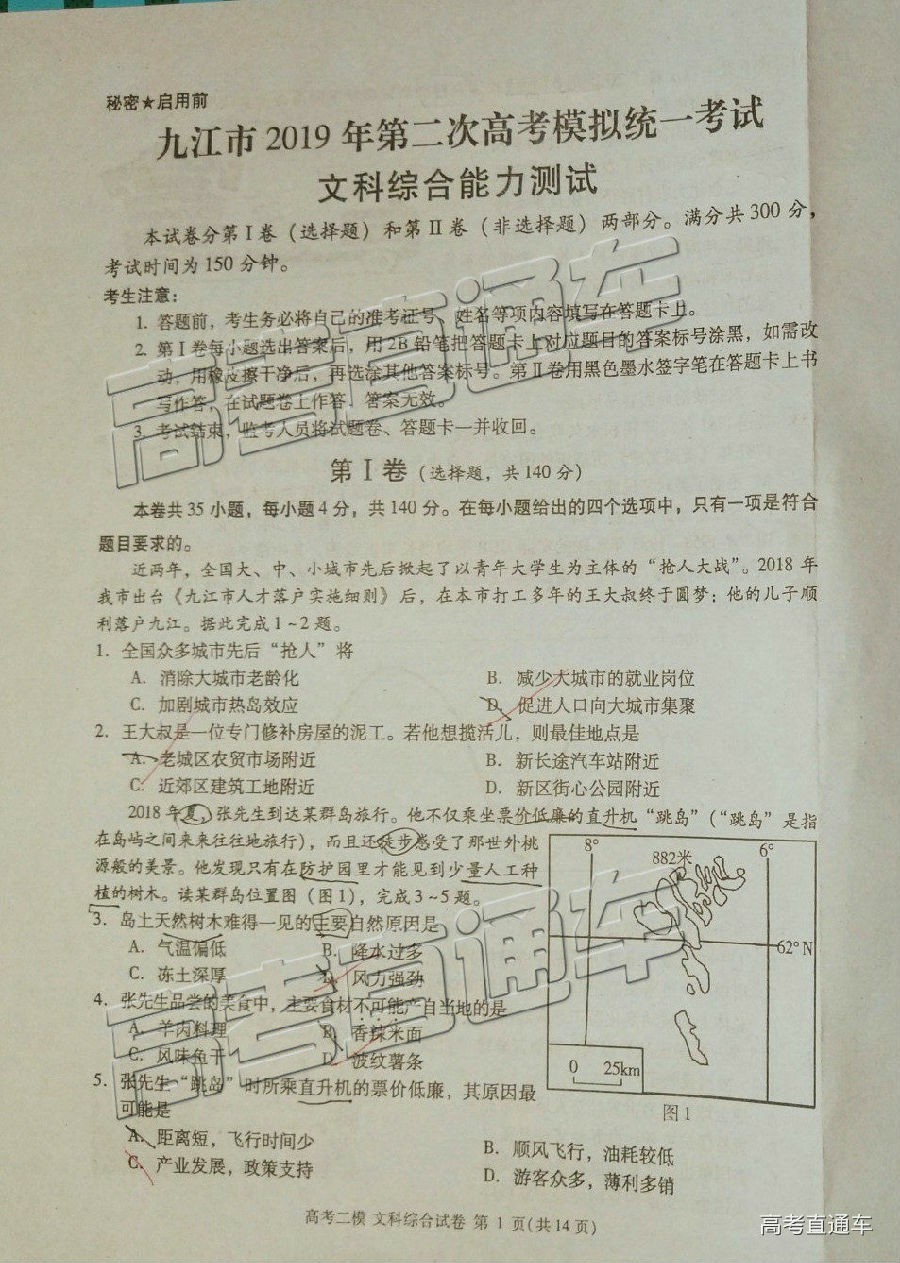 秘密★启用前
九江市 2019 年第二次高考模拟统一考试
文科综合能力测试
本试卷分第Ⅰ卷（选择题）和第Ⅱ卷（非选择题）两部分。满分共 300 分，
考试时间为 150 分钟。
考生注意：
1. 答题前，考生务必将自己的准考证号、姓名等项内容填写在答题卡上。
2. 第Ⅰ卷每小题选出答案后，用 2B 铅笔把答题卡上对应题目的答案标号涂黑，如需改
动，用橡皮擦干净后，再选涂其他答案标号。第Ⅱ卷用黑色墨水签字笔在答题卡上书
写作答，在试题卷上作答，答案无效。
3. 考试结束，监考人员将试题卷、答题卡一并收回。
第Ⅰ卷（选择题，共 140 分）
本卷共 35 小题，每小题 4 分，共 140 分。在每小题给出的四个选项中，只有一项是符合
题目要求的。
近两年，全国大、中、小城市先后掀起了以青年大学生为主体的“抢人大战”。2018 年
我市出台《九江市人才落户实施细则》后，在本市打工多年的王大叔终于圆梦：他的儿子顺
利落户九江。据此完成 1~2 题。
1. 全国众多城市先后“抢人”将
A. 消除大城市老龄化 B. 减少大城市的就业岗位
C. 加剧城市热岛效应 D. 促进人口向大城市集聚
2. 王大叔是一位专门修补房屋的泥工。若他想揽活儿，则最佳地点是
A. 老城区农贸市场附近 B. 新长途汽车站附近
C. 近郊区建筑工地附近 D. 新区街心公园附近
2018 年夏，张先生到达某群岛旅行。他不仅乘坐票价低廉的直升机“跳岛”（“跳岛”是指
在岛屿之间来来往往地旅行），而且还徒步感受了那世外桃
源般的美景。他发现只有在防护园里才能见到少量人工种
植的树木。读某群岛位置图（图 1），完成 3~5 题。
3. 岛上天然树木难得一见的主要自然原因是
A. 气温偏低 B. 降水过多
C. 冻土深厚 D. 风力强劲
4. 张先生品尝的美食中，主要食材不可能产自当地的是
A. 羊肉料理 B. 香辣米面
C. 风味鱼干 D. 波纹薯条
5. 张先生“跳岛”时所乘直升机的票价低廉，其原因最
可能是
A. 距离短，飞行时间少 B. 顺风飞行，油耗较低
C. 产业发展，政策支持 D. 游客众多，薄利多销
8° 6°
882米
62° N
0 25km
图 1
高考二模 文科综合试卷 第 1 页(共14页)
高考直通车
高考直通车
高考直通车